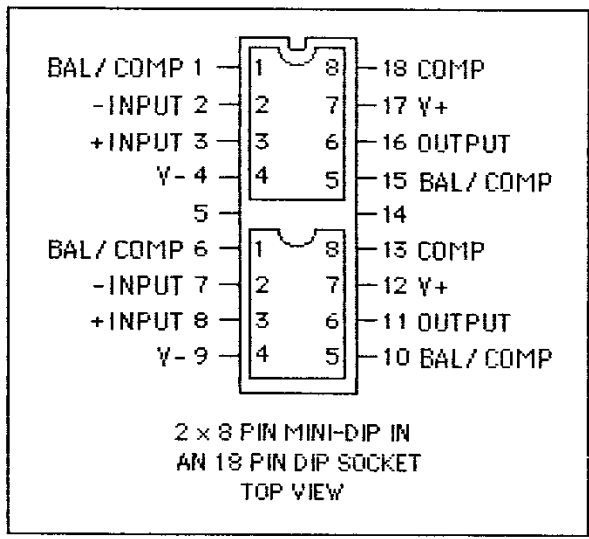 BAL/COMP 1 1 8 18 COMP
-INPUT 2 2 7 17 V+
+INPUT 3 3 6 16 OUTPUT
V- 4 4 5 15 BAL/COMP
5 14
BAL/COMP 6 1 8 13 COMP
-INPUT 7 2 7 12 V+
+INPUT 8 3 6 11 OUTPUT
V- 9 4 5 10 BAL/COMP
2 x 8 PIN MINI-DIP IN
AN 18 PIN DIP SOCKET
TOP VIEW